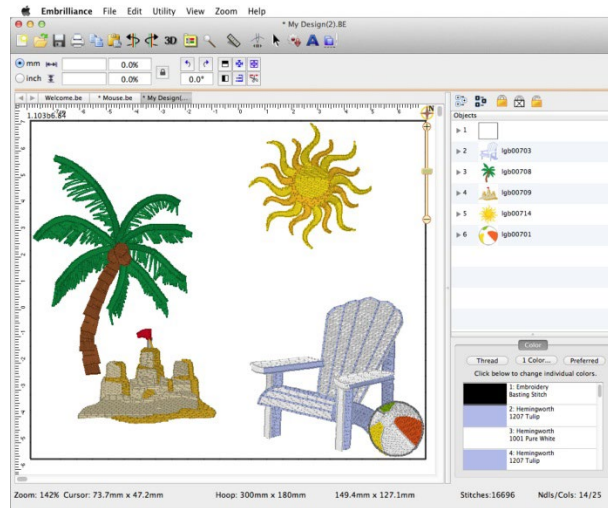 Embrilliance File Edit Utility View Zoom Help
* My Design(2).BE
3D A
mm 0.0%
inch 0.0% 0.0°
Welcome.be * Mouse.be * My Design(...
N
Objects
1
2 lgb00703
3 lgb00708
4 lgb00709
5 lgb00714
6 lgb00701
Color
Thread 1 Color... Preferred
Click below to change individual colors.
1: Embroidery
Basting Stitch
2: Hemingworth
1207 Tulip
3: Hemingworth
1001 Pure White
4: Hemingworth
1207 Tulip
Zoom: 142% Cursor: 73.7mm x 47.2mm Hoop: 300mm x 180mm 149.4mm x 127.1mm Stitches:16696 Ndls/Cols: 14/25